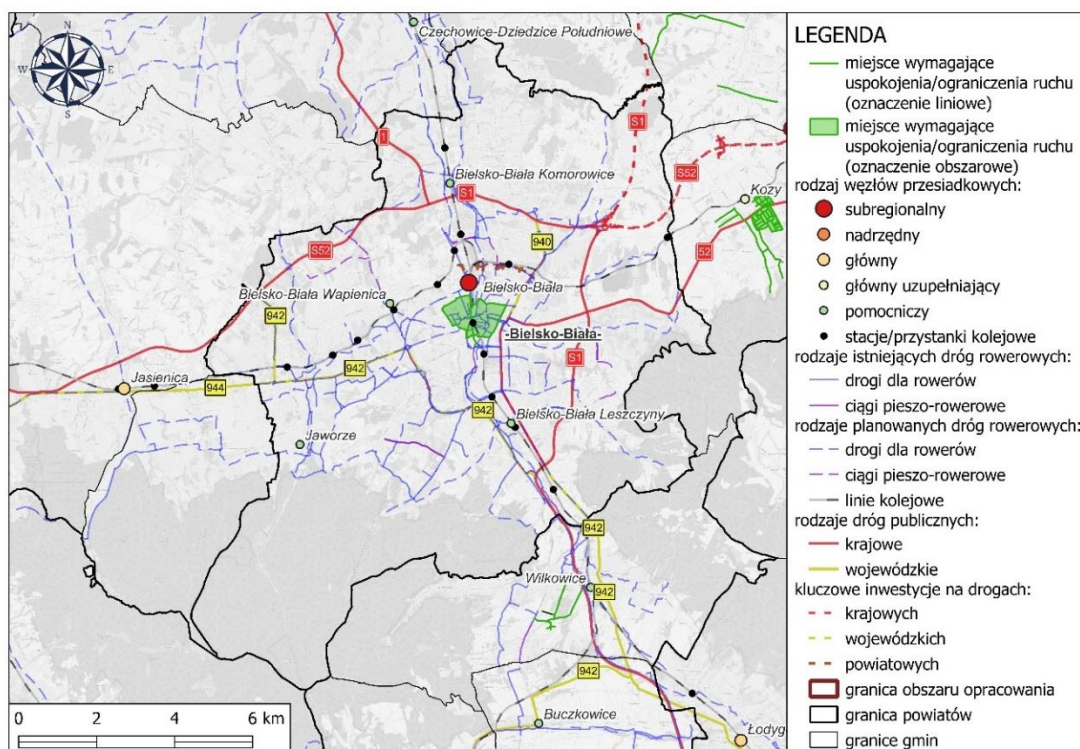 N
W
E
S
Czechowice-Dziedzice Południowe
1
S1
S52
Bielsko-Biała Komorowice
S1
Kozy
S52
940
52
Bielsko-Biała
Bielsko-Biała Wapienica
942
-Bielsko-Biała-
S1
942
Jasienica
944
942
Bielsko-Biała Leszczyny
Jaworze
942
Wilkowice
942
942
Buczkowice
Łodyg
0 2 4 6 km
LEGENDA
miejsce wymagające
uspokojenia/ograniczenia ruchu
(oznaczenie liniowe)
miejsce wymagające
uspokojenia/ograniczenia ruchu
(oznaczenie obszarowe)
rodzaj węzłów przesiadkowych:
subregionalny
nadrzędny
główny
główny uzupełniający
pomocniczy
stacje/przystanki kolejowe
rodzaje istniejących dróg rowerowych:
drogi dla rowerów
ciągi pieszo-rowerowe
rodzaje planowanych dróg rowerowych:
drogi dla rowerów
ciągi pieszo-rowerowe
linie kolejowe
rodzaje dróg publicznych:
krajowe
wojewódzkie
kluczowe inwestycje na drogach:
krajowych
wojewódzkich
powiatowych
granica obszaru opracowania
granica powiatów
granice gmin